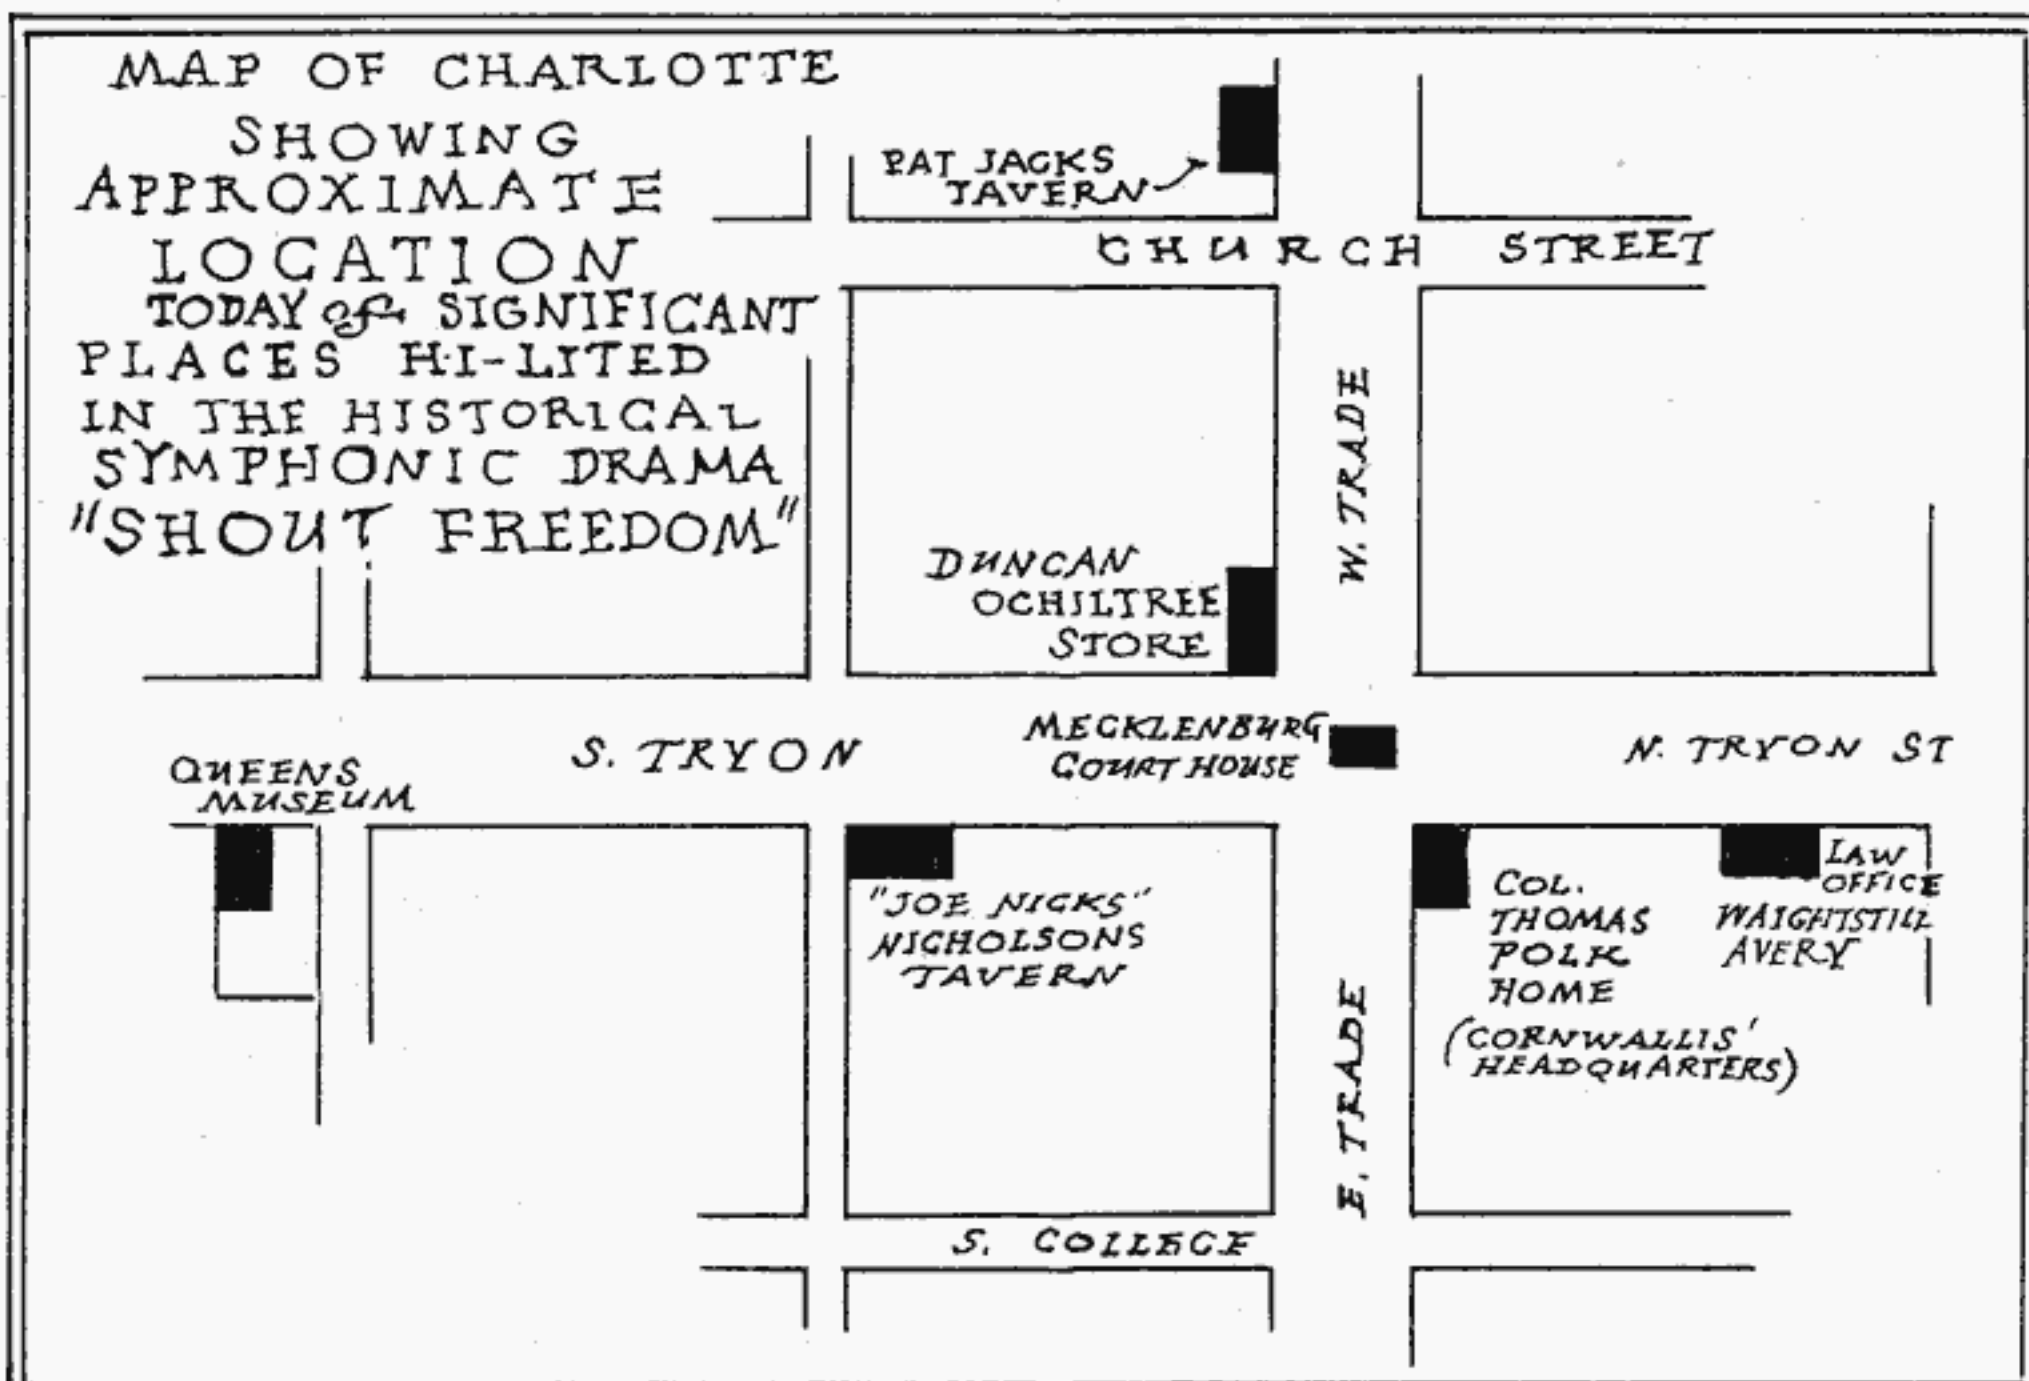 MAP OF CHARLOTTE
SHOWING
APPROXIMATE
LOCATION
TODAY of SIGNIFICANT
PLACES HI-LITED
IN THE HISTORICAL
SYMPHONIC DRAMA
"SHOUT FREEDOM"
PAT JACKS
TAVERN
CHURCH STREET
W. TRADE
DUNCAN
OCHILTREE
STORE
MECKLENBURG
COURT HOUSE
S. TRYON
N. TRYON ST
QUEENS
MUSEUM
"JOE NICKS"
NICHOLSONS
TAVERN
COL.
THOMAS
POLK
HOME
(CORNWALLIS'
HEADQUARTERS)
LAW
OFFICE
WAIGHTSTILL
AVERY
E. TRADE
S. COLLEGE